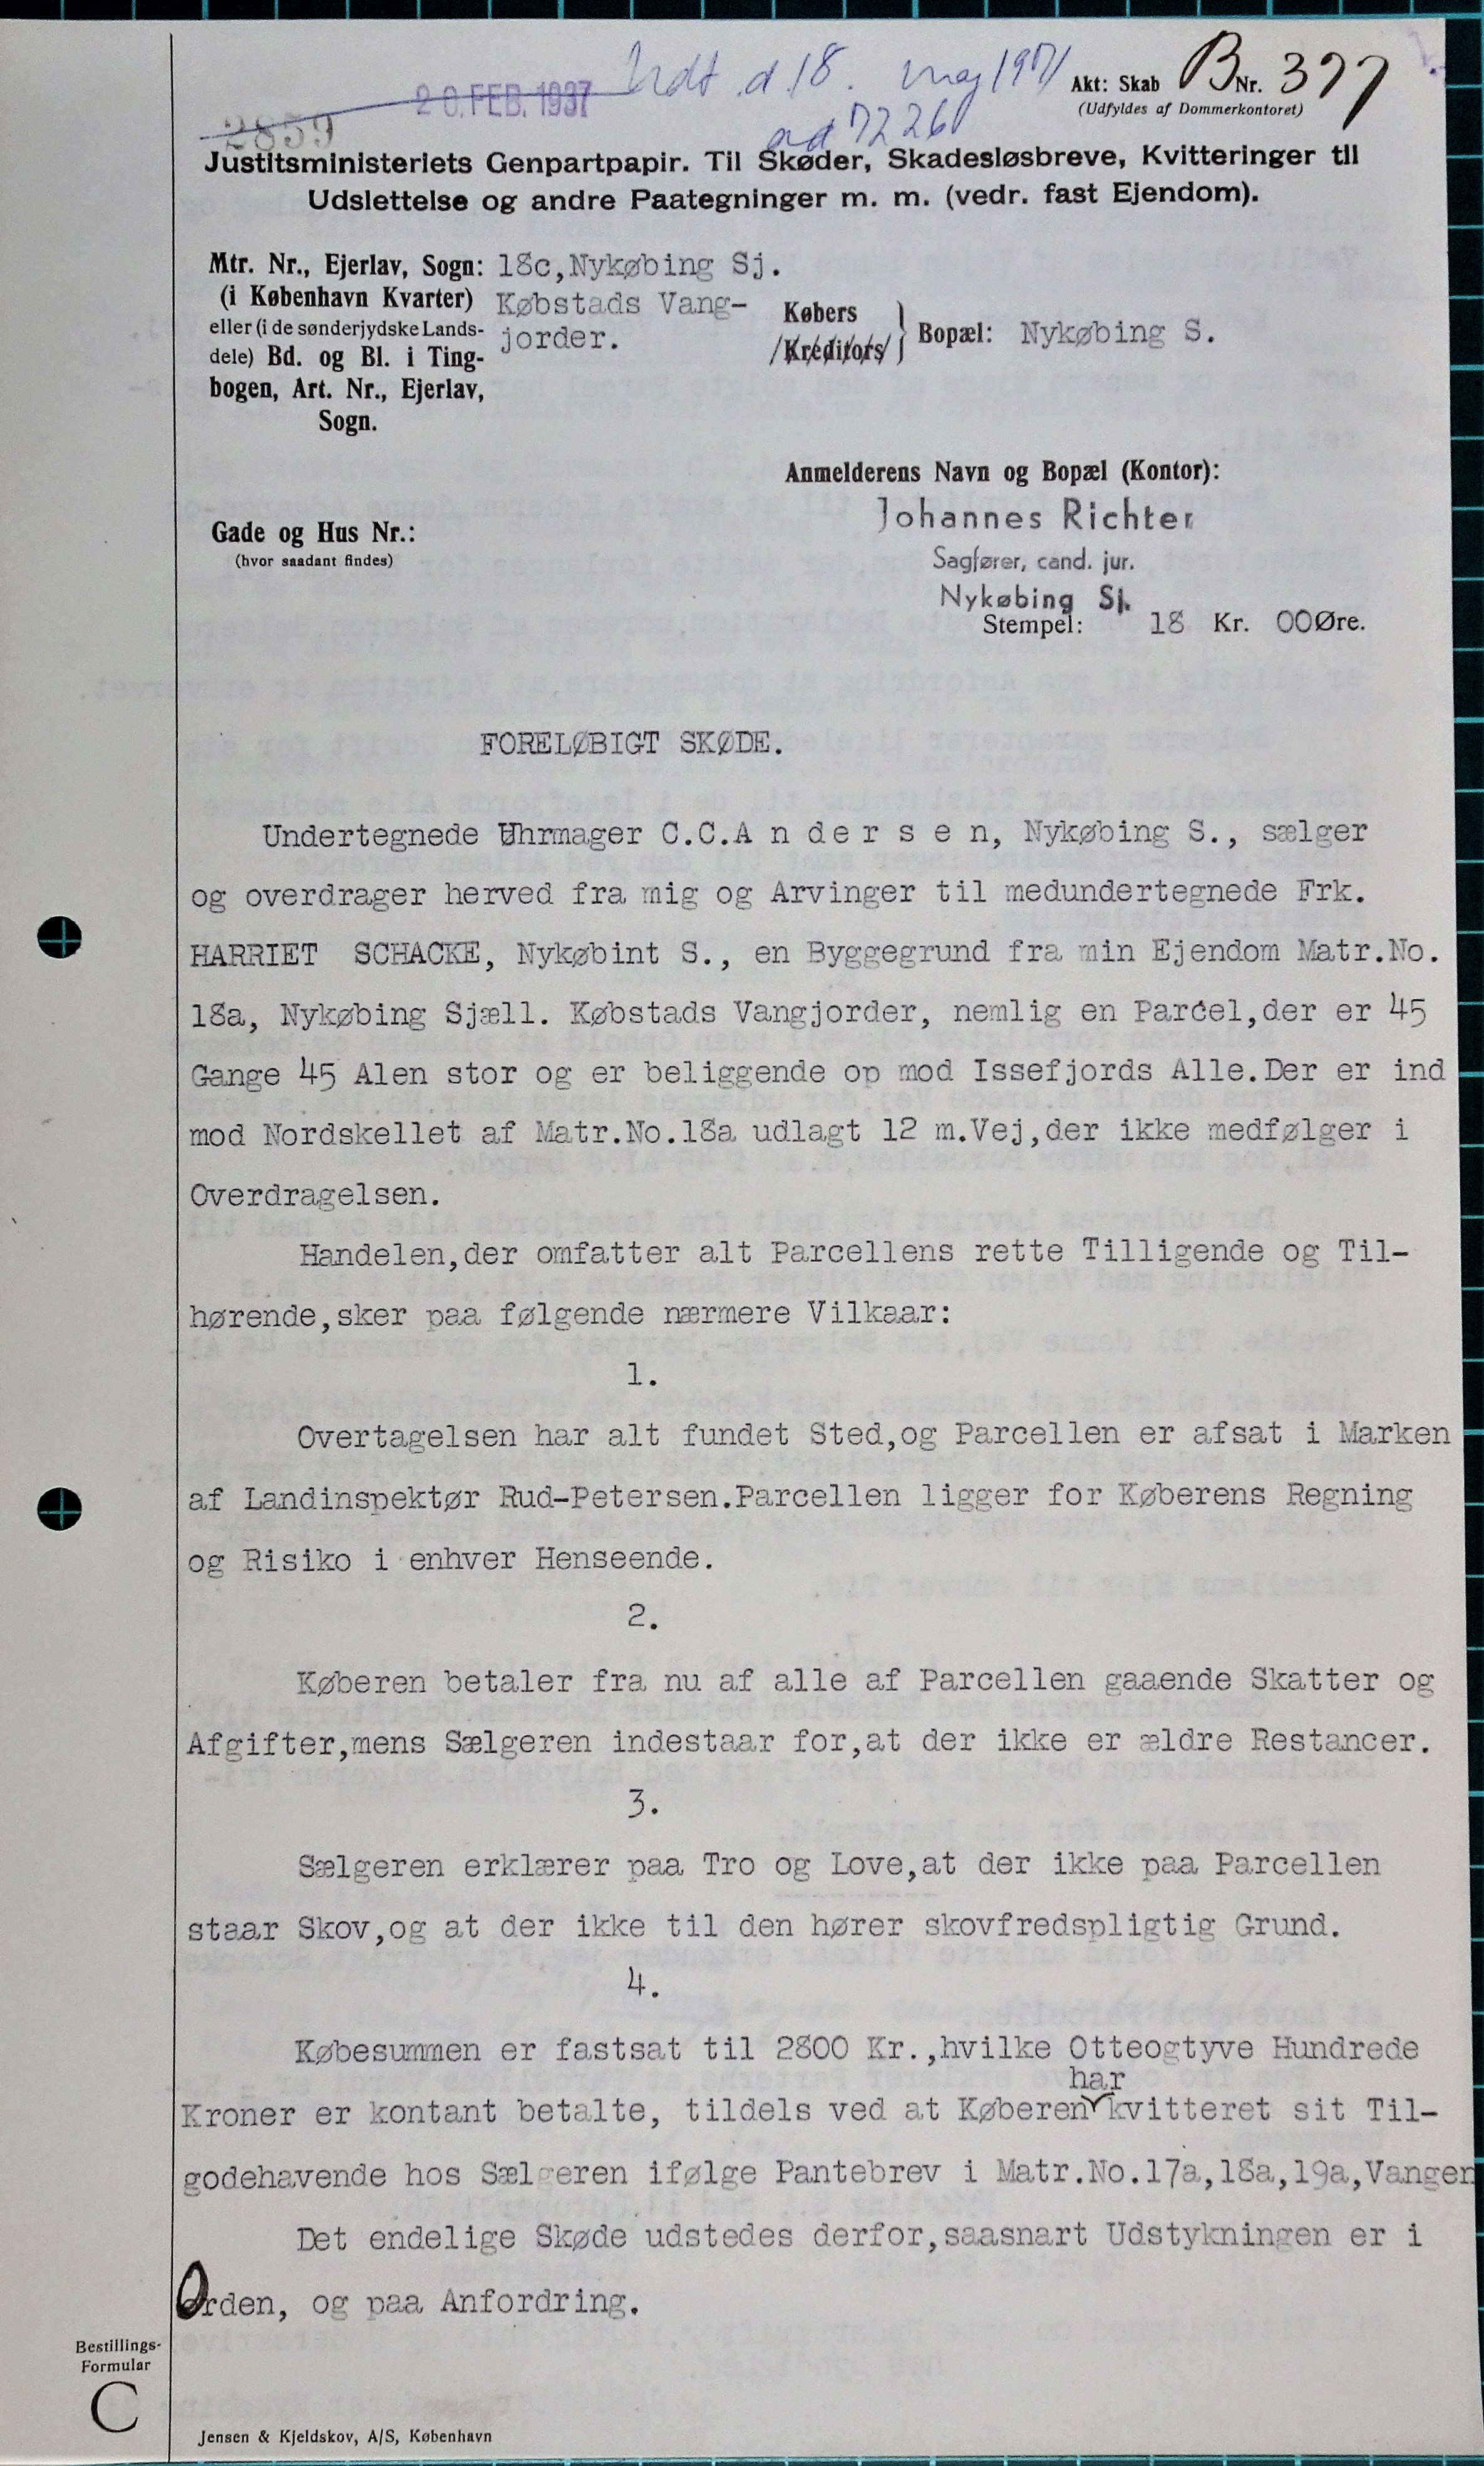 Udt d. 18. maj 1971
20. FEB. 1937
Akt: Skab B Nr. 377
(Udfyldes af Dommerkontoret)
2859
ad 7226
Justitsministeriets Genpartpapir. Til Skøder, Skadesløsbreve, Kvitteringer til
Udslettelse og andre Paategninger m. m. (vedr. fast Ejendom).
Mtr. Nr., Ejerlav, Sogn: 18c, Nykøbing Sj.
(i København Kvarter) Købstads Vang-
eller (i de sønderjydske Lands- jorder.
dele) Bd. og Bl. i Ting-
bogen, Art. Nr., Ejerlav,
Sogn.
Købers
Kreditors
} Bopæl: Nykøbing S.
Anmelderens Navn og Bopæl (Kontor):
Johannes Richter
Sagfører, cand. jur.
Nykøbing Sj.
Gade og Hus Nr.:
(hvor saadant findes)
Stempel: 18 Kr. 00 Øre.
FORELØBIGT SKØDE.
Undertegnede Uhrmager C.C.A n d e r s e n, Nykøbing S., sælger
og overdrager herved fra mig og Arvinger til medundertegnede Frk.
HARRIET SCHACKE, Nykøbint S., en Byggegrund fra min Ejendom Matr.No.
18a, Nykøbing Sjæll. Købstads Vangjorder, nemlig en Parcel,der er 45
Gange 45 Alen stor og er beliggende op mod Issefjords Alle.Der er ind
mod Nordskellet af Matr.No.18a udlagt 12 m.Vej,der ikke medfølger i
Overdragelsen.
Handelen,der omfatter alt Parcellens rette Tilligende og Til-
hørende,sker paa følgende nærmere Vilkaar:
1.
Overtagelsen har alt fundet Sted,og Parcellen er afsat i Marken
af Landinspektør Rud-Petersen.Parcellen ligger for Køberens Regning
og Risiko i enhver Henseende.
2.
Køberen betaler fra nu af alle af Parcellen gaaende Skatter og
Afgifter,mens Sælgeren indestaar for,at der ikke er ældre Restancer.
3.
Sælgeren erklærer paa Tro og Love,at der ikke paa Parcellen
staar Skov,og at der ikke til den hører skovfredspligtig Grund.
4.
Købesummen er fastsat til 2800 Kr.,hvilke Otteogtyve Hundrede
har
Kroner er kontant betalte, tildels ved at Køberen kvitteret sit Til-
godehavende hos Sælgeren ifølge Pantebrev i Matr.No.17a,18a,19a,Vangen
Det endelige Skøde udstedes derfor,saasnart Udstykningen er i
Orden, og paa Anfordring.
Bestillings-
Formular
C
Jensen & Kjeldskov, A/S, København